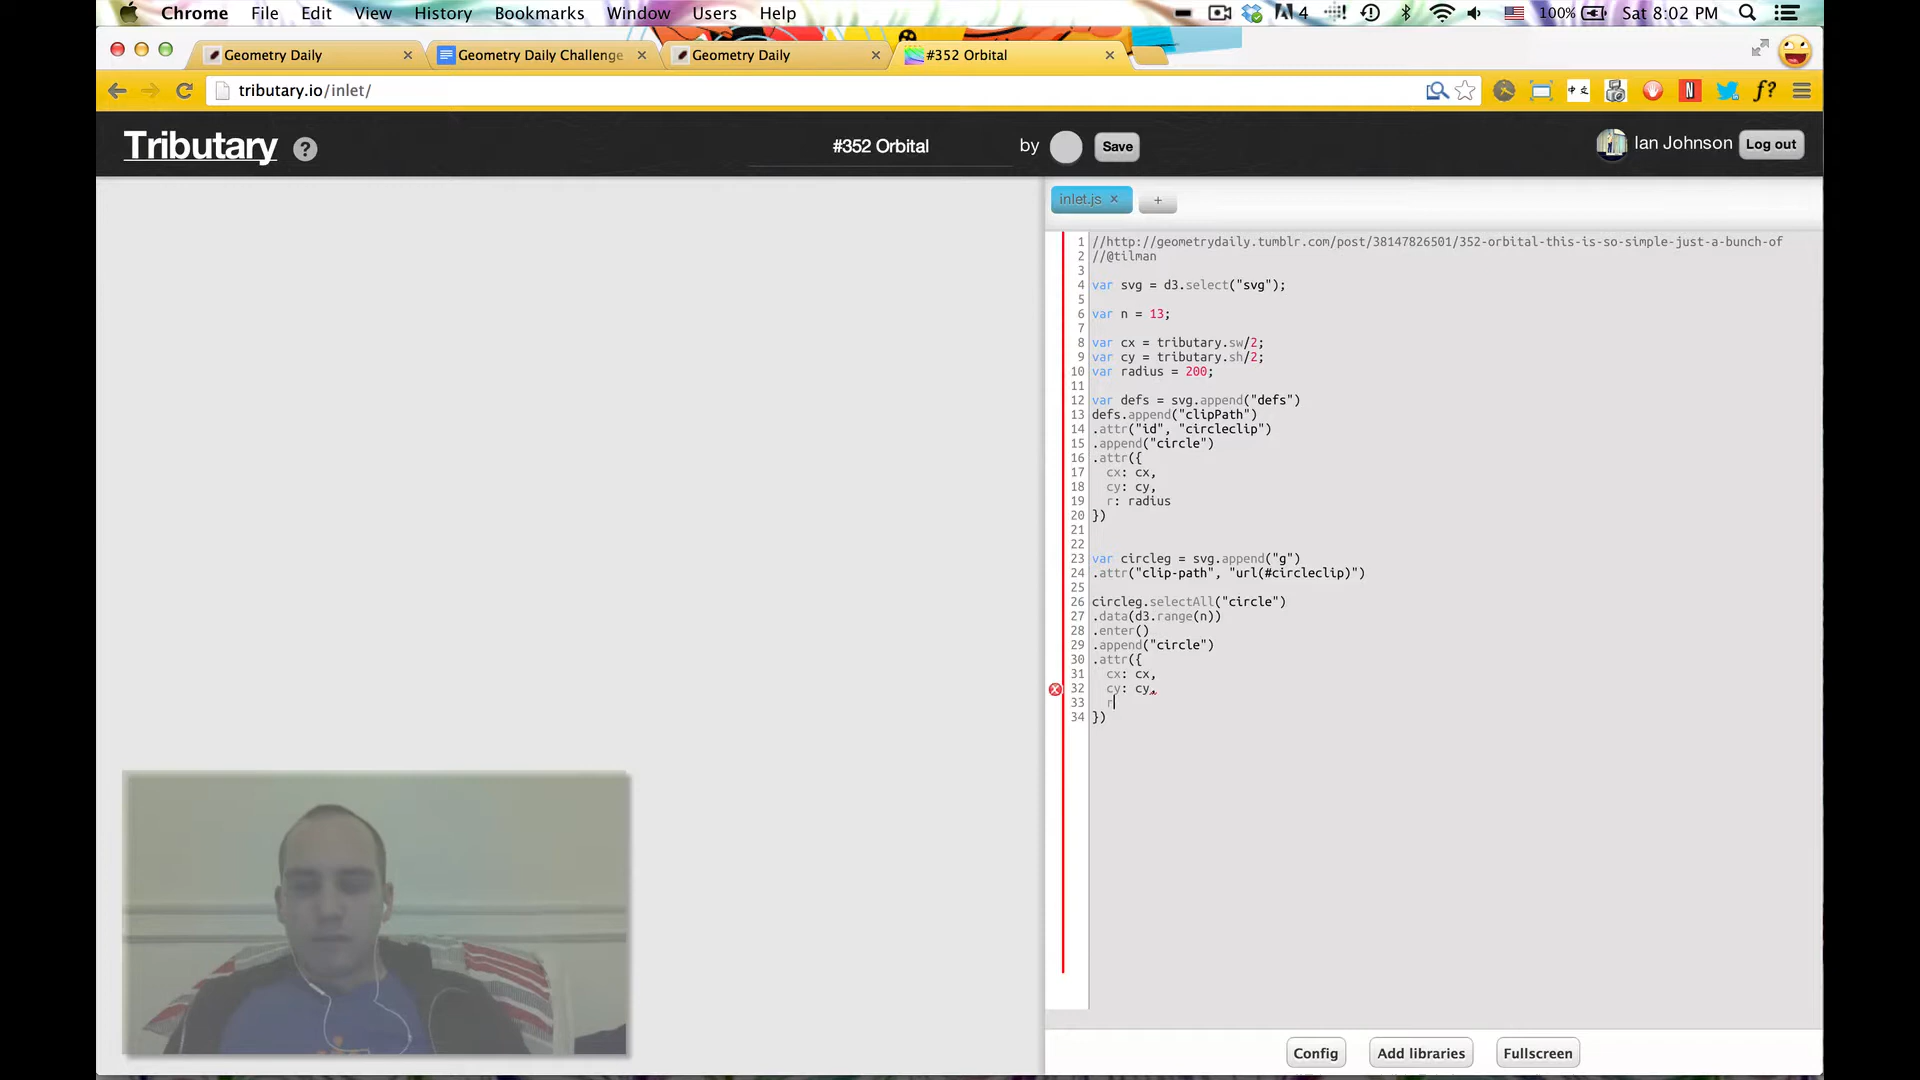 Chrome File Edit View History Bookmarks Window Users Help
4 100% Sat 8:02 PM
Geometry Daily
Geometry Daily Challenge
Geometry Daily
#352 Orbital
tributary.io/inlet/
N f?
Tributary ? #352 Orbital by Save Ian Johnson Log out
inlet.js × +
1 //http://geometrydaily.tumblr.com/post/38147826501/352-orbital-this-is-so-simple-just-a-bunch-of
2 //@tilman
3
4 var svg = d3.select("svg");
5
6 var n = 13;
7
8 var cx = tributary.sw/2;
9 var cy = tributary.sh/2;
10 var radius = 200;
11
12 var defs = svg.append("defs")
13 defs.append("clipPath")
14 .attr("id", "circleclip")
15 .append("circle")
16 .attr({
17 cx: cx,
18 cy: cy,
19 r: radius
20 })
21
22
23 var circleg = svg.append("g")
24 .attr("clip-path", "url(#circleclip)")
25
26 circleg.selectAll("circle")
27 .data(d3.range(n))
28 .enter()
29 .append("circle")
30 .attr({
31 cx: cx,
32 cy: cy,
33 r
34 })
Config Add libraries Fullscreen